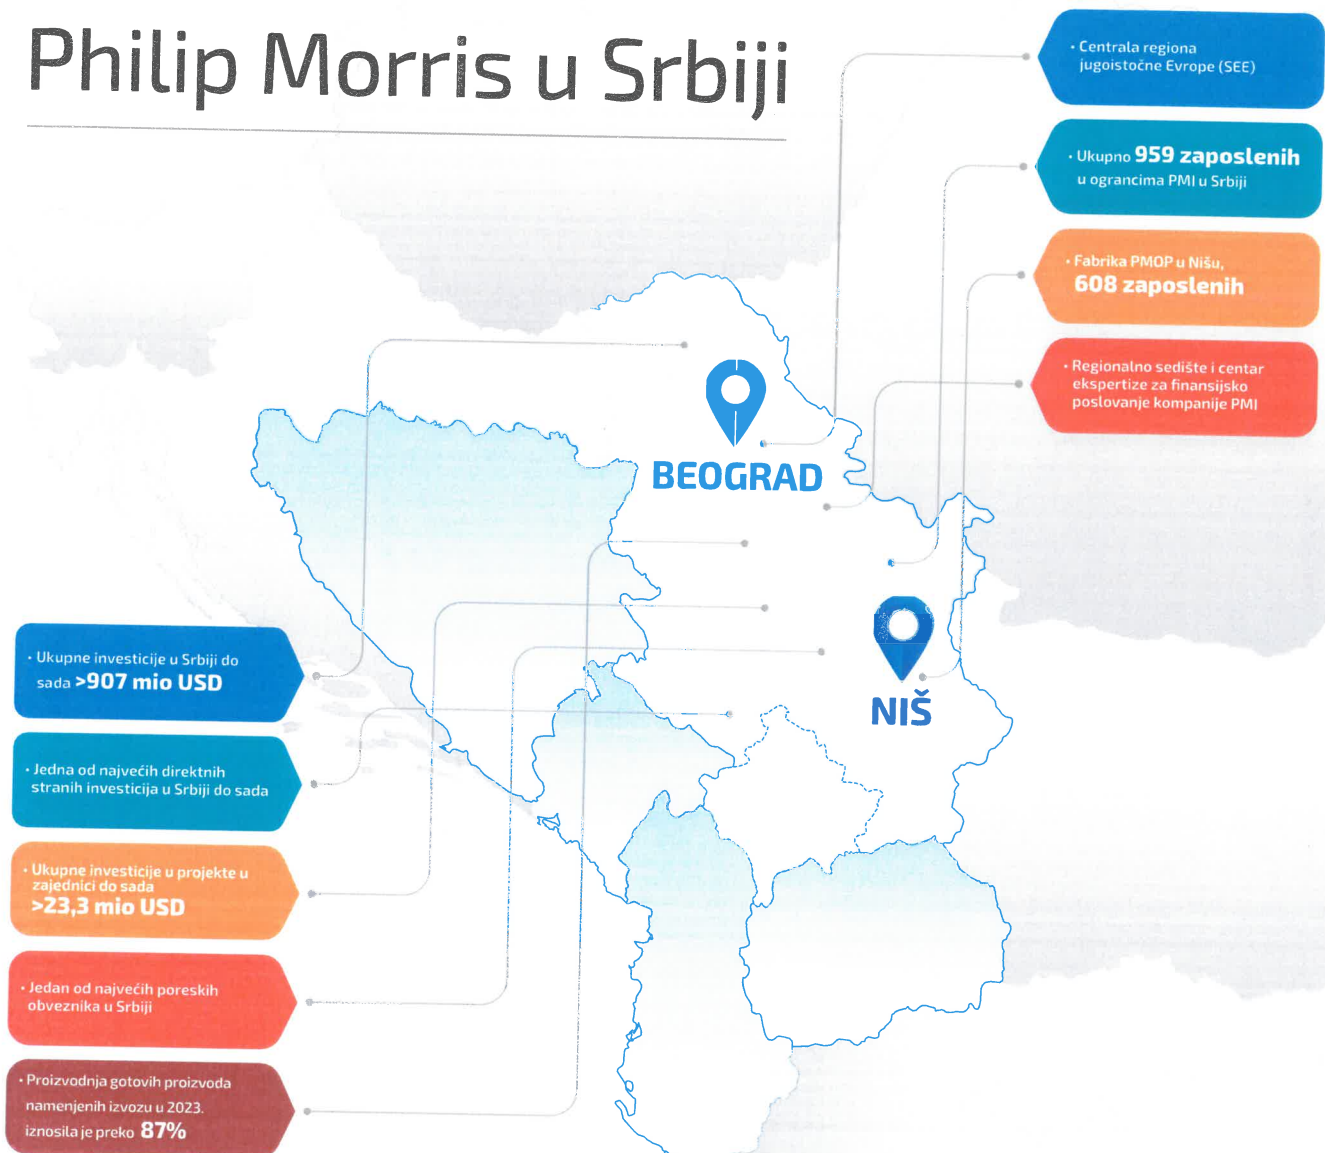 Philip Morris u Srbiji
• Centrala regiona
jugoistočne Evrope (SEE)
• Ukupno 959 zaposlenih
u ograncima PMI u Srbiji
• Fabrika PMOP u Nišu,
608 zaposlenih
• Regionalno sedište i centar
ekspertize za finansijsko
poslovanje kompanije PMI
BEOGRAD
NIŠ
• Ukupne investicije u Srbiji do
sada >907 mio USD
• Jedna od najvećih direktnih
stranih investicija u Srbiji do sada
• Ukupne investicije u projekte u
zajednici do sada
>23,3 mio USD
• Jedan od najvećih poreskih
obveznika u Srbiji
• Proizvodnja gotovih proizvoda
namenjenih izvozu u 2023.
iznosila je preko 87%